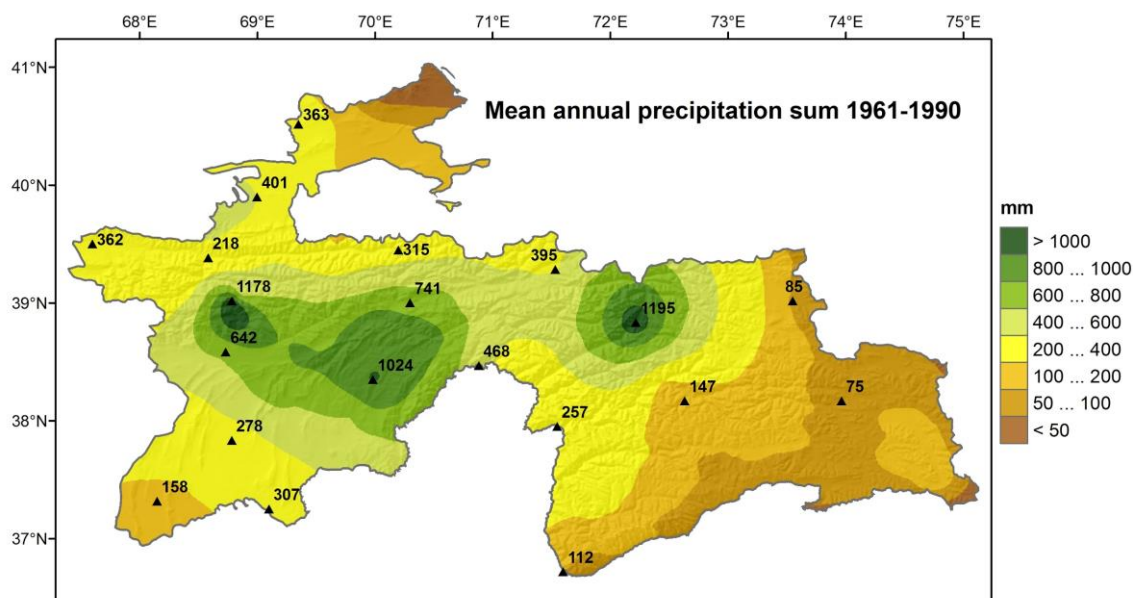 68°E 69°E 70°E 71°E 72°E 73°E 74°E 75°E
41°N
Mean annual precipitation sum 1961-1990
363
40°N
401
362
218
315
395
39°N
1178
741
1195
85
642
1024
468
38°N
147
75
257
278
158
307
37°N
112
mm
> 1000
800 ... 1000
600 ... 800
400 ... 600
200 ... 400
100 ... 200
50 ... 100
< 50